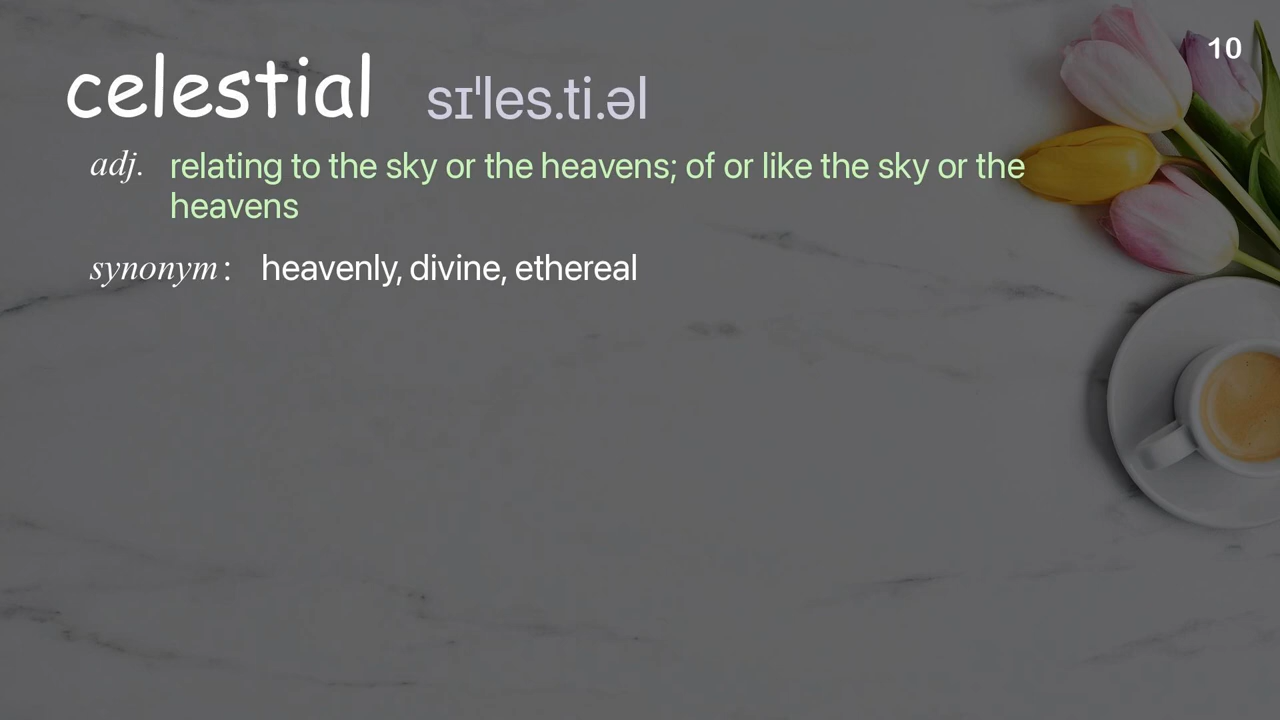 10
celestial sɪˈles.ti.əl
adj. relating to the sky or the heavens; of or like the sky or the
heavens
synonym : heavenly, divine, ethereal